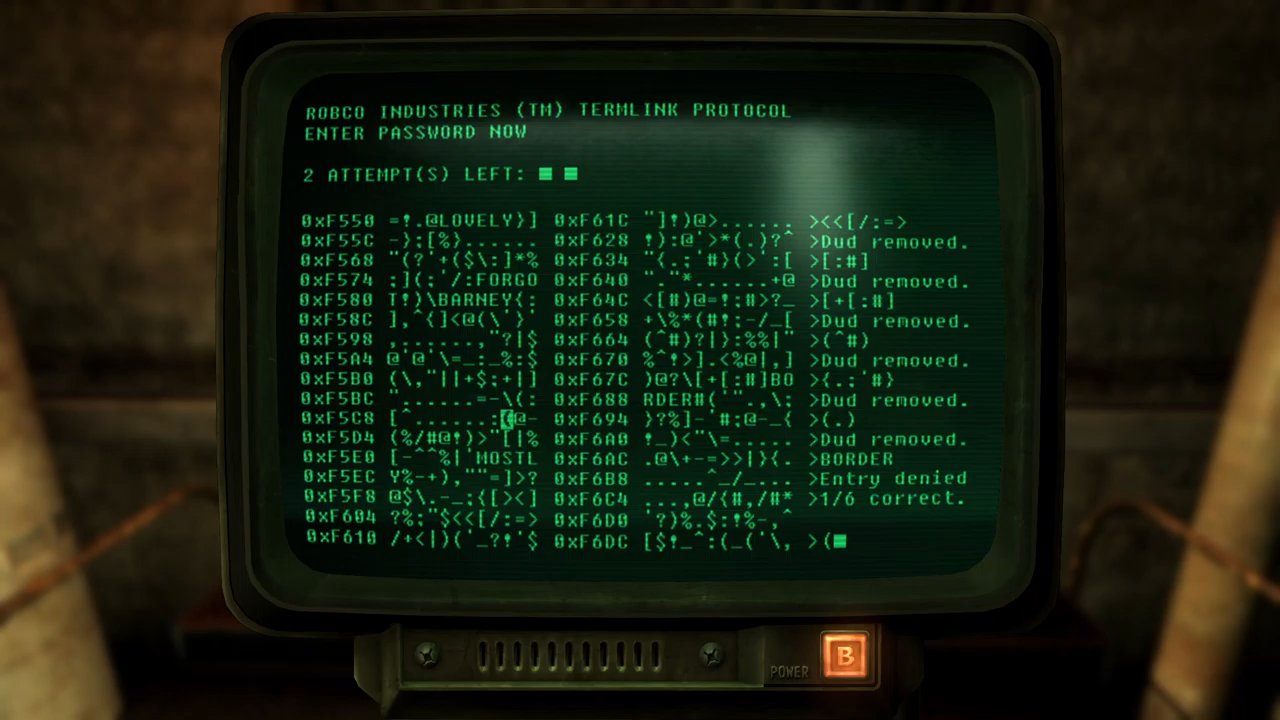 ROBCO INDUSTRIES (TM) TERMLINK PROTOCOL
ENTER PASSWORD NOW
2 ATTEMPT(S) LEFT: ■ ■
0xF550 =!.@LOVELY}] 0xF61C "]!)@>...... ><<[/:=>
0xF55C -}:[%}...... 0xF628 !):@'>*(.)?^ >Dud removed.
0xF568 "(?'+($\:]*% 0xF634 "{.:'#}(>':[ >[:#]
0xF574 ;](;'/:FORGO 0xF640 "."*......+@ >Dud removed.
0xF580 T!)\BARNEY{: 0xF64C <[#)@=!;#>?_ >[+[:#]
0xF58C ],^{]<@(\'}' 0xF658 +\%*(#!;-/_[ >Dud removed.
0xF598 ,......,"?|$ 0xF664 (^#)?|}:%%|" >(^#)
0xF5A4 @'@'\=_:_%:$ 0xF670 %^!>].<%@|,] >Dud removed.
0xF5B0 (\,"||+$;+|] 0xF67C )@?\[+[:#]BO >{.:'#}
0xF5BC "......=-\(: 0xF688 RDER#('"..,\: >Dud removed.
0xF5C8 [^......:(@- 0xF694 }?%]-'#;@-_{ >(.)
0xF5D4 (%/#@!)>"[|% 0xF6A0 !_)<"\=..... >Dud removed.
0xF5E0 [-^^%|'MOSTL 0xF6AC .@\+-=>>|}{. >BORDER
0xF5EC Y%-+),""=]>? 0xF6B8 .....^_/_... >Entry denied
0xF5F8 @$\.-_;{[><] 0xF6C4 ...,@/{#,/#* >1/6 correct.
0xF604 ?%:"$<<[/:=> 0xF6D0 '?)%.$:!%-,^
0xF610 /+<|)('_?!'$ 0xF6DC [$!_^:(_('\, >(■
POWER
B